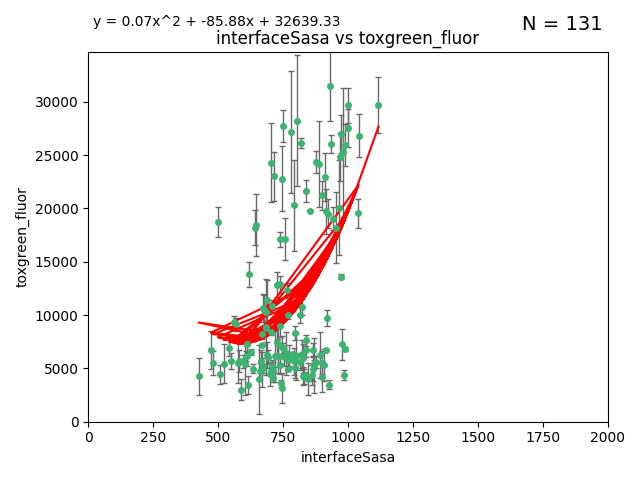 y = 0.07x^2 + -85.88x + 32639.33
N = 131
interfaceSasa vs toxgreen_fluor
toxgreen_fluor
30000
25000
20000
15000
10000
5000
0
0 250 500 750 1000 1250 1500 1750 2000
interfaceSasa